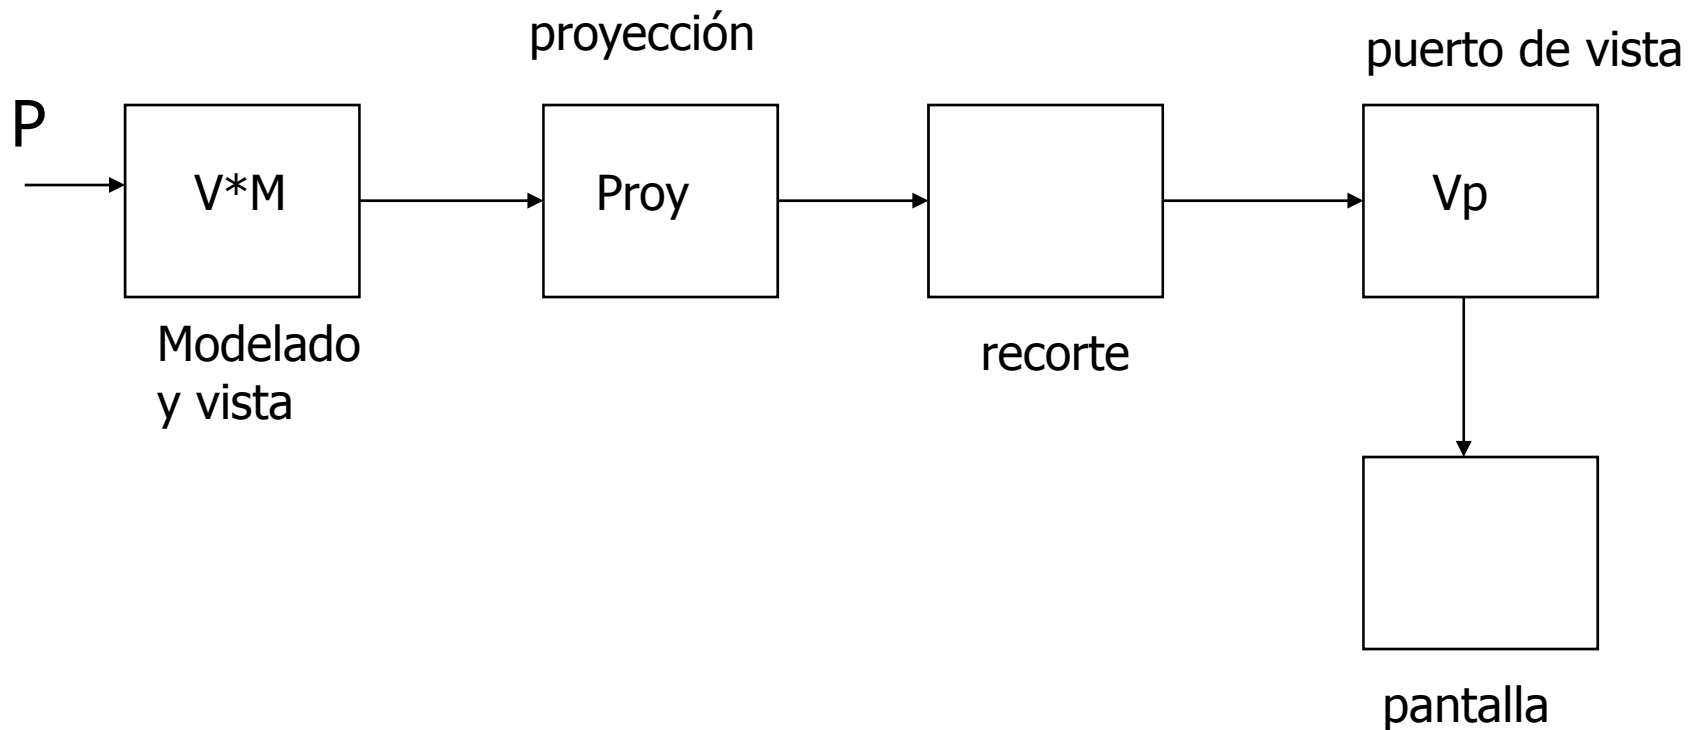 proyección
puerto de vista
P
V*M
Proy
Vp
Modelado
y vista
recorte
pantalla